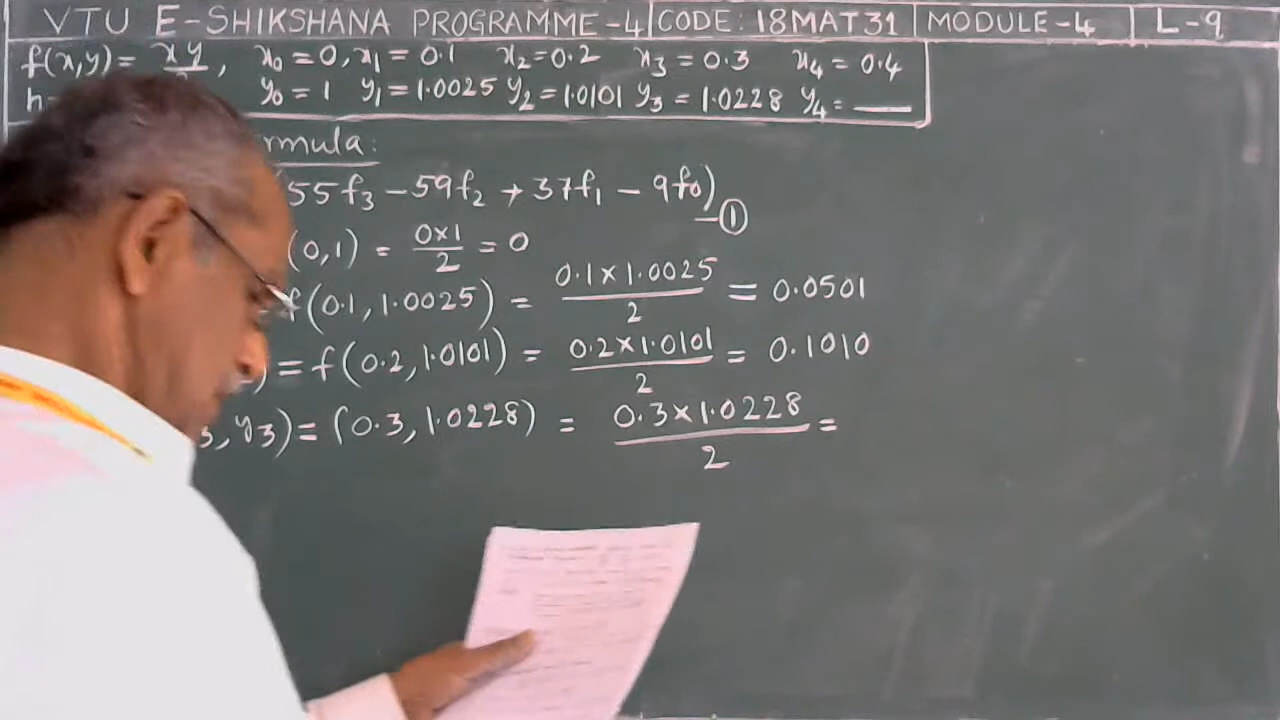 VTU E-SHIKSHANA PROGRAMME-4 CODE: 18MAT31 MODULE-4 L-9
f(x,y) = xy/2, x₀ = 0, x₁ = 0.1 x₂ = 0.2 x₃ = 0.3 x₄ = 0.4
h= y₀ = 1 y₁ = 1.0025 y₂ = 1.0101 y₃ = 1.0228 y₄ = ___
rmula:
55f₃ - 59f₂ + 37f₁ - 9f₀) -①
(0,1) = 0×1/2 = 0
f(0.1, 1.0025) = 0.1×1.0025/2 = 0.0501
) = f(0.2, 1.0101) = 0.2×1.0101/2 = 0.1010
₃, y₃) = (0.3, 1.0228) = 0.3×1.0228/2 =